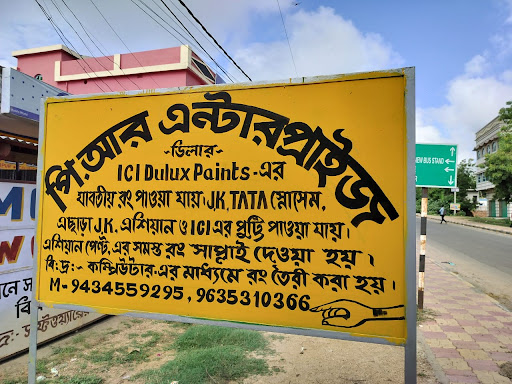 পি.আর এন্টারপ্রাইজ
-ডিলার-
ICI Dulux Paints-এর
যাবতীয় রং পাওয়া যায়। J.K, TATA স্নোসেম,
এছাড়া J.K. এশিয়ান ও ICI এর পুট্টি পাওয়া যায়।
এশিয়ান পেন্ট্-এর সমস্ত রং সাপ্লাই দেওয়া হয়।
বি: দ্র:- কম্পিউটার-এর মাধ্যমে রং তৈরী করা হয়।
M-9434559295, 9635310366
NEW BUS STAND